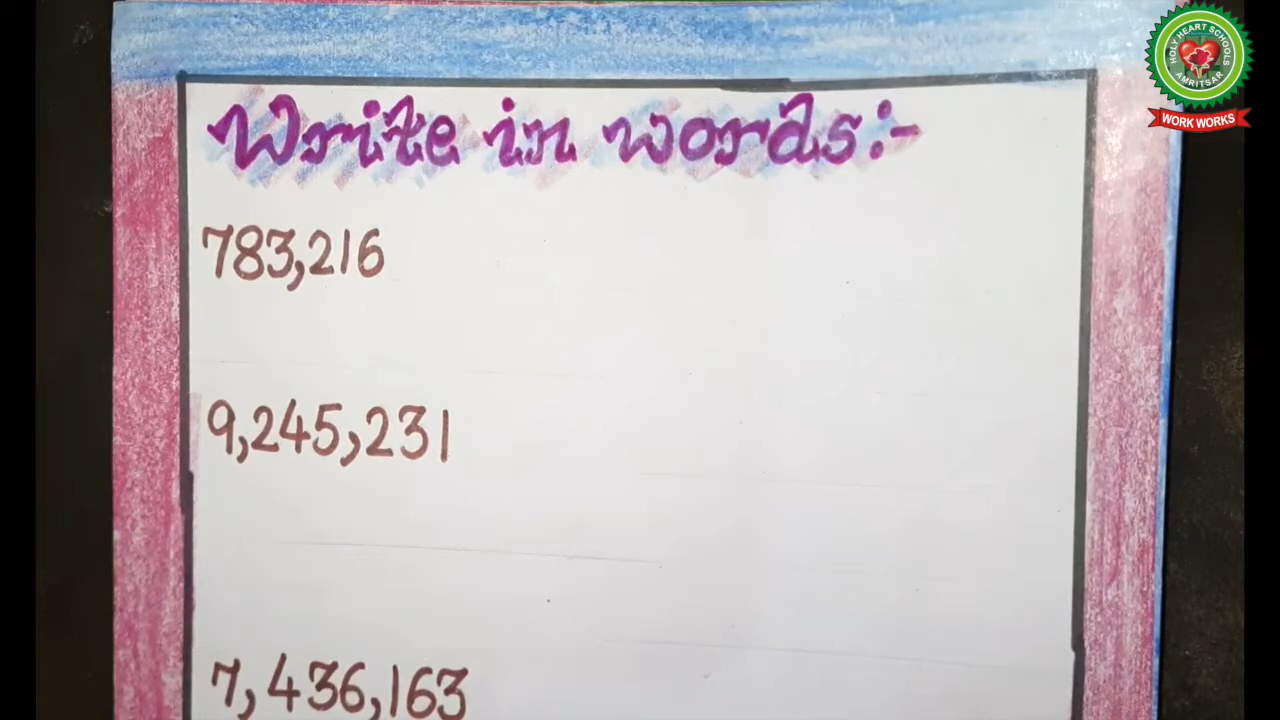 Write in words:-
783,216
9,245,231
7,436,163
HOLY HEART SCHOOLS
AMRITSAR
WORK WORKS